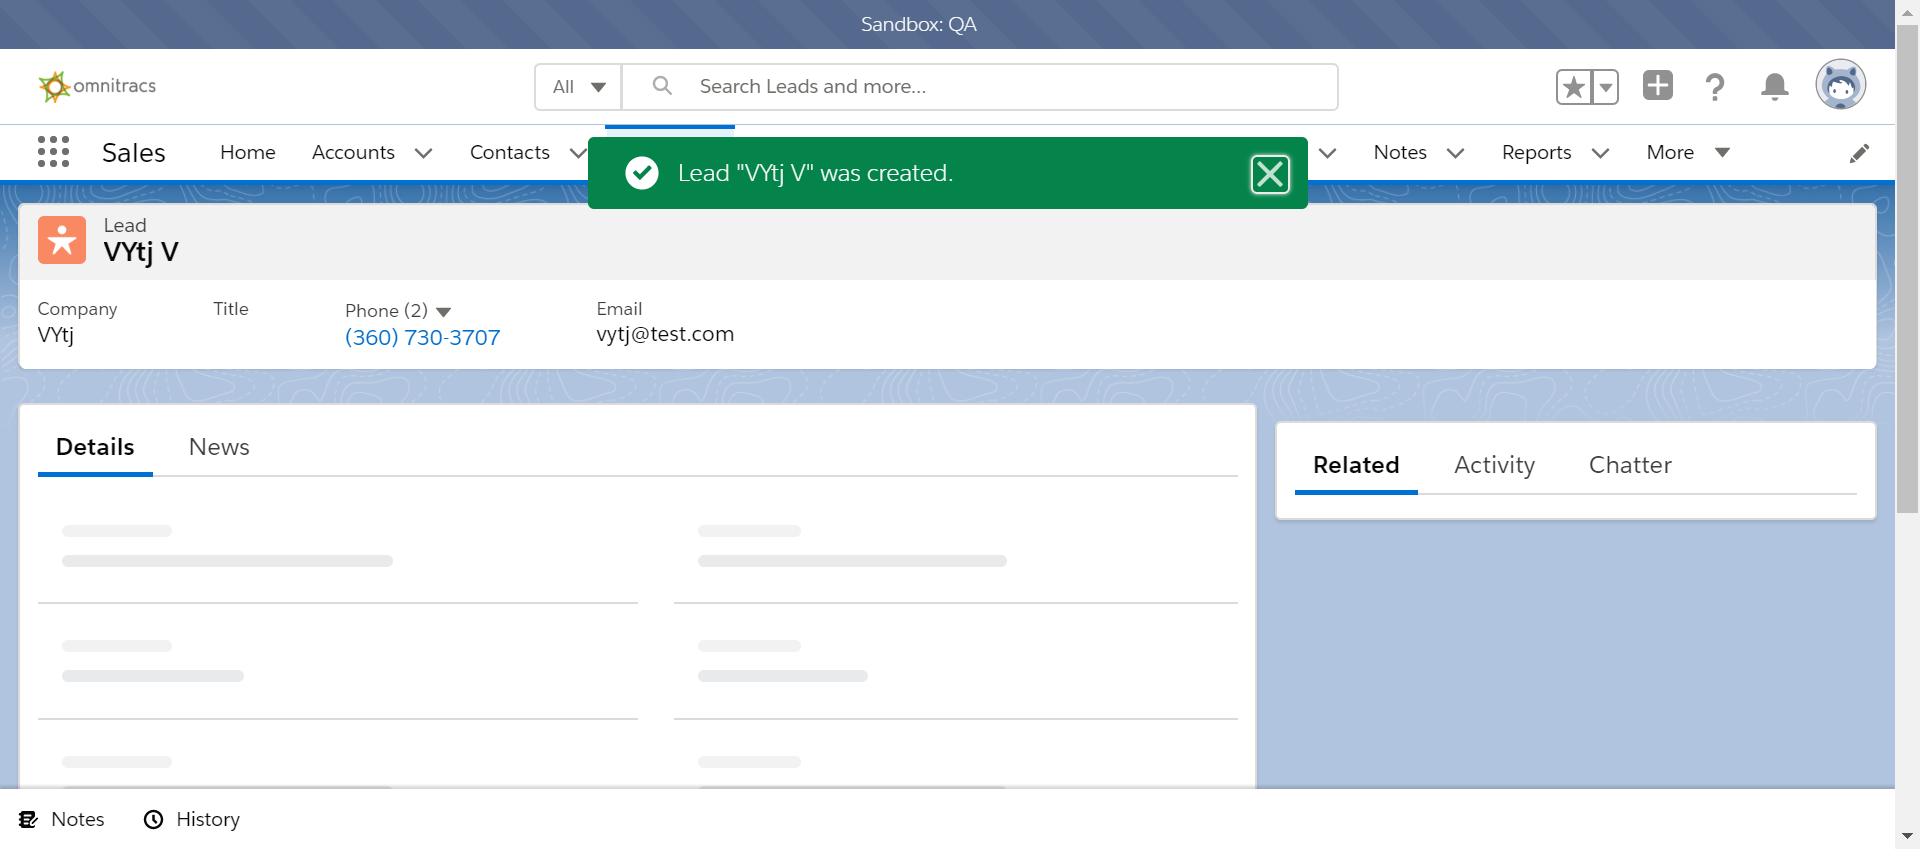 Sandbox: QA
omnitracs
All
Search Leads and more...
Sales
Home
Accounts
Contacts
Notes
Reports
More
Lead "VYtj V" was created.
Lead
VYtj V
Company
VYtj
Title
Phone (2)
(360) 730-3707
Email
vytj@test.com
Details
News
Related
Activity
Chatter
Notes
History